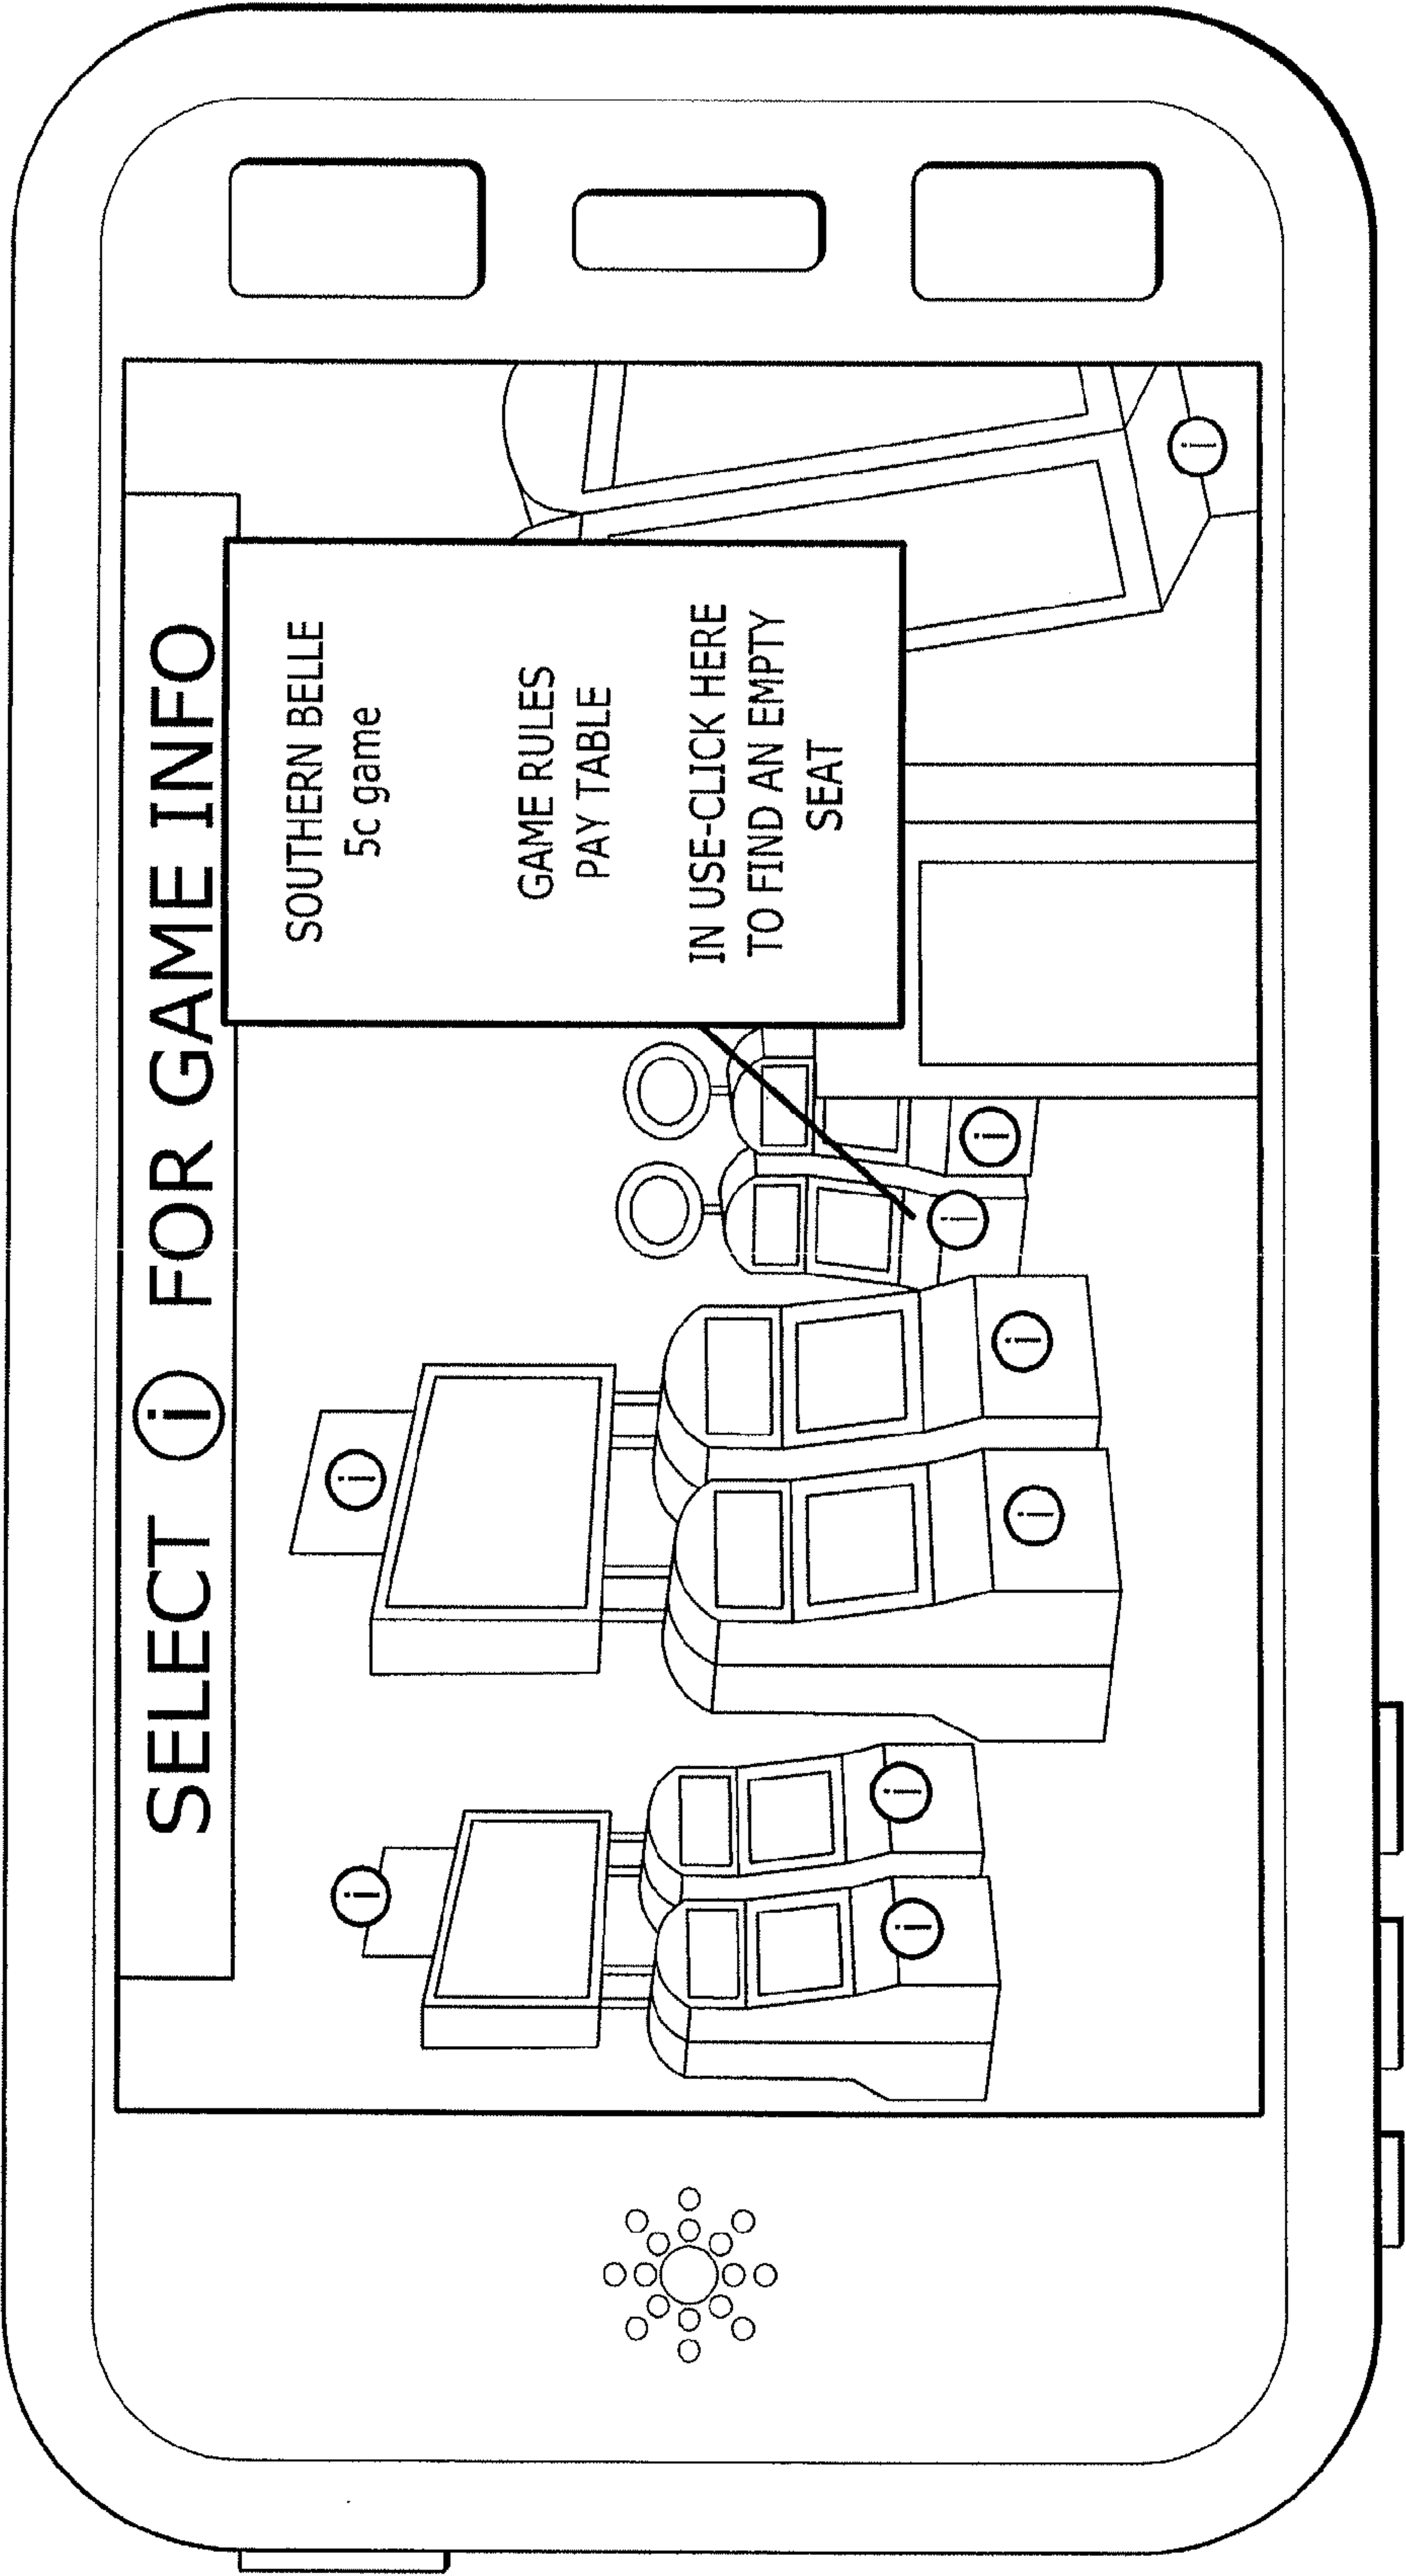 SELECT i FOR GAME INFO
SOUTHERN BELLE
5c game
GAME RULES
PAY TABLE
IN USE-CLICK HERE
TO FIND AN EMPTY
SEAT
i
i
i
i
i
i
i
i
i